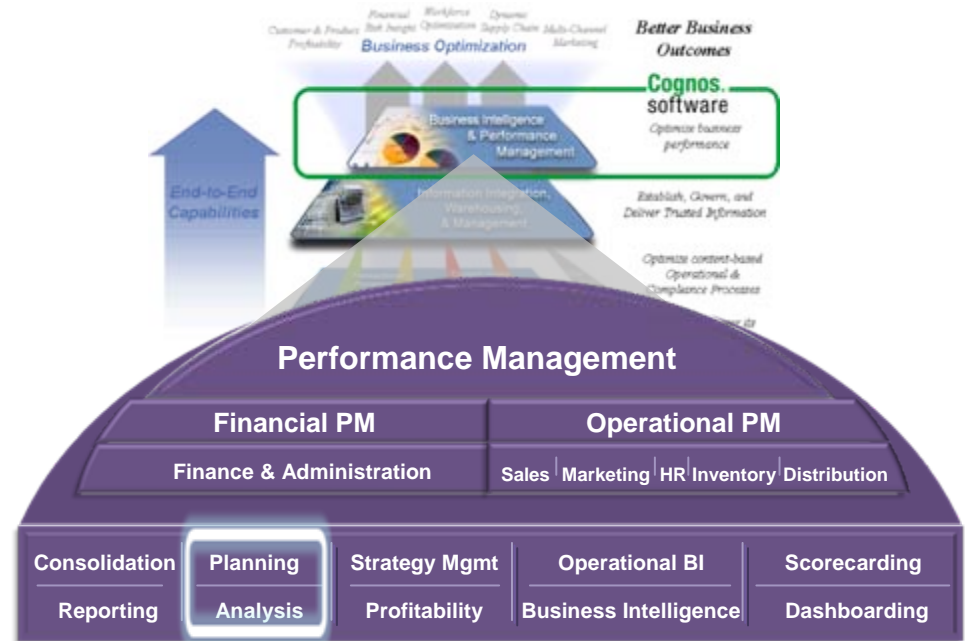 Financial Workforce Dynamic
Customer & Product Risk Insight Optimization Supply Chain Multi-Channel
Profitability Marketing
Business Optimization
Better Business
Outcomes
Cognos.
software
Optimize business
performance
Business Intelligence
& Performance
Management
End-to-End
Capabilities
Information Integration,
Warehousing,
& Management
Establish, Govern, and
Deliver Trusted Information
Optimize content-based
Operational &
Compliance Processes
its
Performance Management
Financial PM
Operational PM
Finance & Administration
Sales Marketing HR Inventory Distribution
Consolidation Planning Strategy Mgmt Operational BI Scorecarding
Reporting Analysis Profitability Business Intelligence Dashboarding